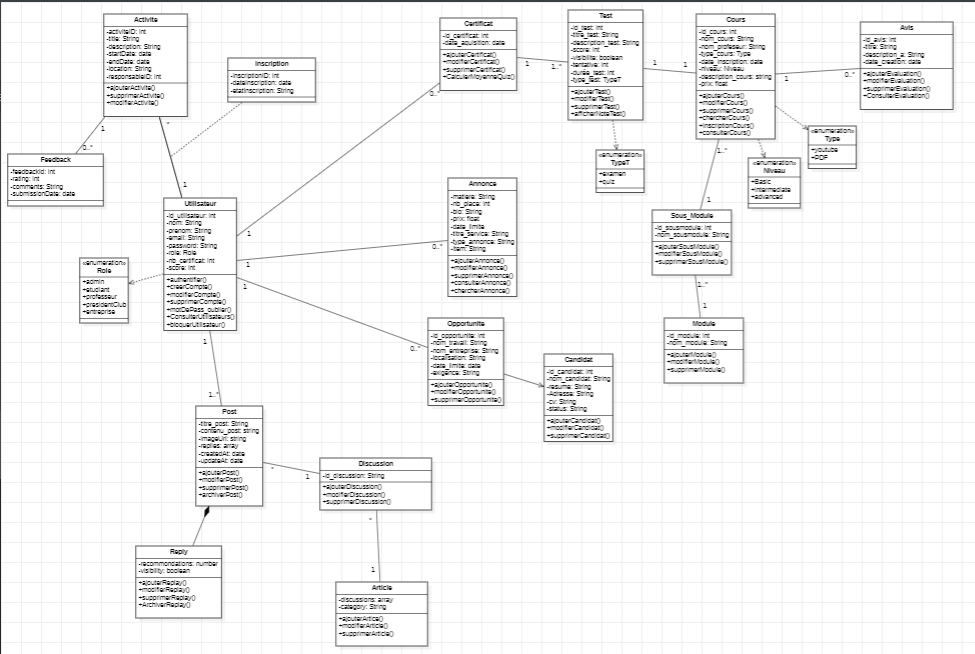 Activite
-activiteID: int
-title: String
-description: String
-startDate: date
-endDate: date
-location: String
-responsableID: int
+ajouterActivite()
+supprimerActivite()
+modifierActivite()
Inscription
-inscriptionID: int
-dateInscription: date
-etatInscription: String
1
0..*
*
1
Feedback
-feedbackId: int
-rating: int
-comments: String
-submissionDate: date
Certificat
-id_certificat: int
-date_aquisition: date
+ajouterCertificat()
+modifierCertificat()
+supprimerCertificat()
+CalculerMoyenneQuis()
0..*
1
1
1..*
Test
-id_test: int
-titre_test: String
-description_test: String
-score: int
-visibilite: boolean
-tentative: int
-durée_test: int
-type_test: TypeT
+ajouterTest()
+modifierTest()
+supprimerTest()
+afficherNoteTest()
1
1
Cours
-id_cours: int
-nom_cours: String
-nom_profeseur: String
-type_cours: Type
-date_inscription: date
-niveau: Niveau
-description_cours: string
-prix: float
+ajouterCours()
+modifierCours()
+supprimerCours()
+chercherCours()
+inscriptionCours()
+consulterCours()
1
0..*
Avis
-id_avis: int
-titre: String
-description_a: String
-date_creation: date
+ajouterEvaluation()
+modifierEvaluation()
+supprimerEvaluation()
+ConsulterEvaluation()
«enumeration»
TypeT
+examen
+quiz
«enumeration»
Niveau
+Basic
+intermediate
+advanced
«enumeration»
Type
+youtube
+PDF
1..*
1
Sous_Module
-id_sousmodule: int
-nom_sousmodule: String
+ajouterSousModule()
+modifierSousModule()
+supprimerSousModule()
1..*
1
Module
-id_module: int
-nom_module: String
+ajouterModule()
+modifierModule()
+supprimerModule()
Utilisateur
-id_utilisateur: int
-nom: String
-prenom: String
-email: String
-password: String
-role: Role
-nb_certificat: int
-score: int
+authentifier()
+creerCompte()
+modifierCompte()
+supprimerCompte()
+motDePass_oublier()
+ConsulterUtilisateurs()
+bloquerUtilisateur()
«enumeration»
Role
+admin
+etudiant
+professeur
+presidentClub
+entreprise
1
0..*
Annonce
-matiere: String
-nb_place: int
-bio: String
-prix: float
-date_limite
-titre_service: String
-type_annonce: String
-item: String
+ajouterAnnonce()
+modifierAnnonce()
+supprimerAnnonce()
+consulterAnnonce()
+chercherAnnonce()
1
0..*
Opportunite
-id_opportunite: int
-nom_travail: String
-nom_entreprise: String
-localisation: String
-date_limite: date
-exigence: String
+ajouterOpportunite()
+modifierOpportunite()
+supprimerOpportunite()
Candidat
-id_candidat: int
-nom_candidat: String
-resume: String
-Adresse: String
-cv: String
-status: String
+ajouterCandidat()
+modifierCandidat()
+supprimerCandidat()
1
1..*
Post
-titre_post: String
-contenu_post: string
-replies: array
-createdAt: date
-updateAt: date
+ajouterPost()
+modifierPost()
+supprimerPost()
+archiverPost()
*
1
Discussion
-id_discussion: String
+ajouterDiscussion()
+modifierDiscussion()
+supprimerDiscussion()
Reply
-recommendations: number
-visibility: boolean
+ajouterReplay()
+modifierReplay()
+supprimerReplay()
+ArchiverReplay()
*
1
Article
-discussions: array
-category: String
+ajouterArtice()
+modifierArticle()
+supprimerArticle()